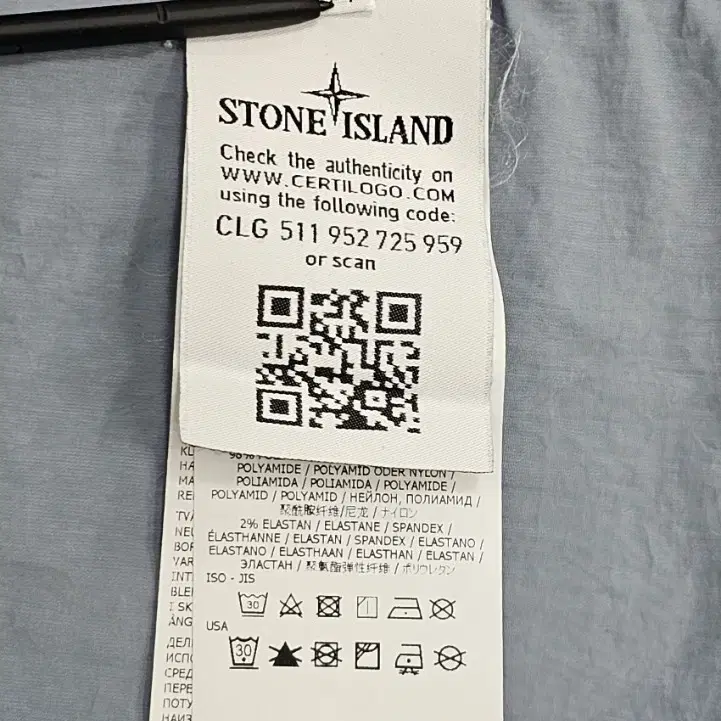 STONE ISLAND
Check the authenticity on
WWW.CERTILOGO.COM
using the following code:
CLG 511 952 725 959
or scan
POLYAMIDE / POLYAMID ODER NYLON /
POLIAMIDA / POLIAMIDA / POLYAMIDE /
POLYAMID / POLYAMID / НЕЙЛОН, ПОЛИАМИД /
聚酰胺纤维/尼龙 / ナイロン
2% ELASTAN / ELASTANE / SPANDEX /
ÉLASTHANNE / ELASTAN / SPANDEX / ELASTANO /
ELASTANO / ELASTHAAN / ELASTHAN / ELASTAN /
ЭЛАСТАН / 聚氨酯弹性纤维 / ポリウレタン
ISO - JIS
30
USA
30